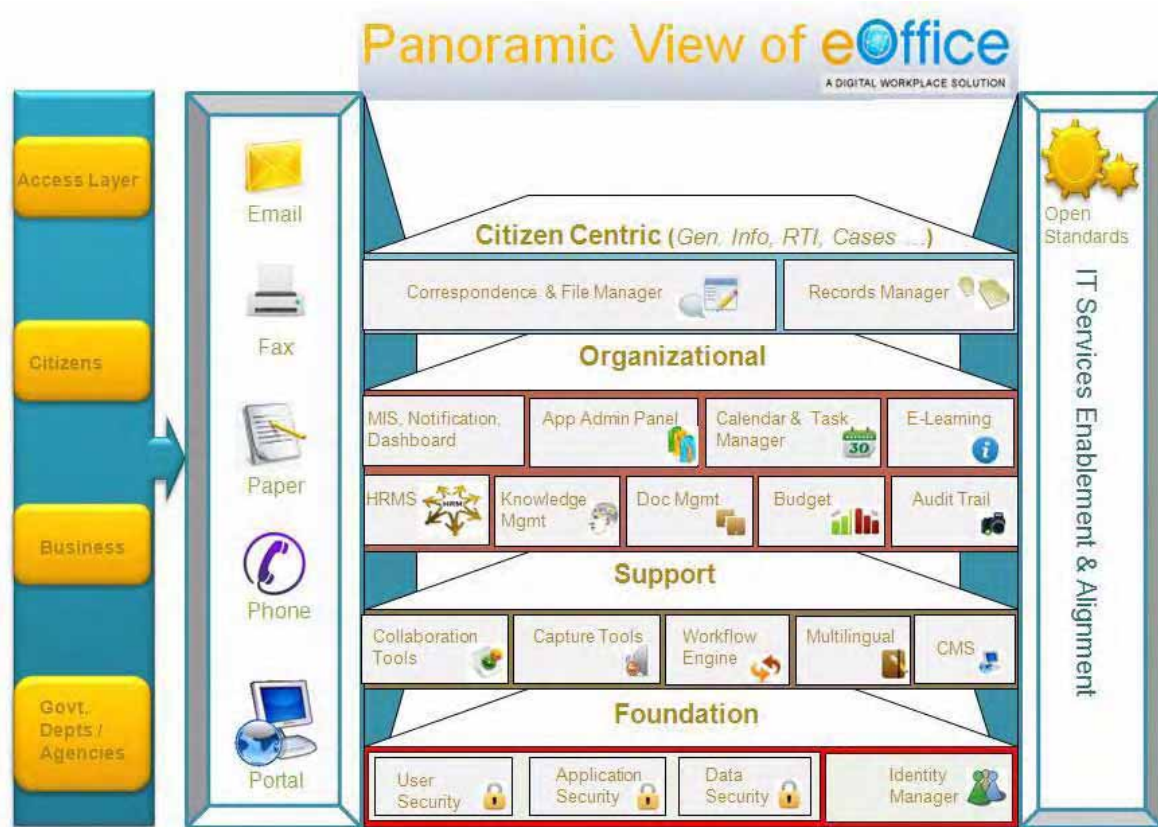 Panoramic View of eOffice
A DIGITAL WORKPLACE SOLUTION
Access Layer
Citizens
Business
Govt.
Depts /
Agencies
Email
Fax
Paper
Phone
Portal
Citizen Centric (Gen, Info, RTI, Cases ...)
Correspondence & File Manager
Records Manager
Organizational
MIS, Notification,
Dashboard
App Admin Panel
Calendar & Task
Manager
30
E-Learning
HRMS
HRM
Knowledge
Mgmt
Doc Mgmt
Budget
Audit Trail
Support
Collaboration
Tools
Capture Tools
Workflow
Engine
Multilingual
CMS
Foundation
User
Security
Application
Security
Data
Security
Identity
Manager
Open
Standards
IT Services Enablement & Alignment